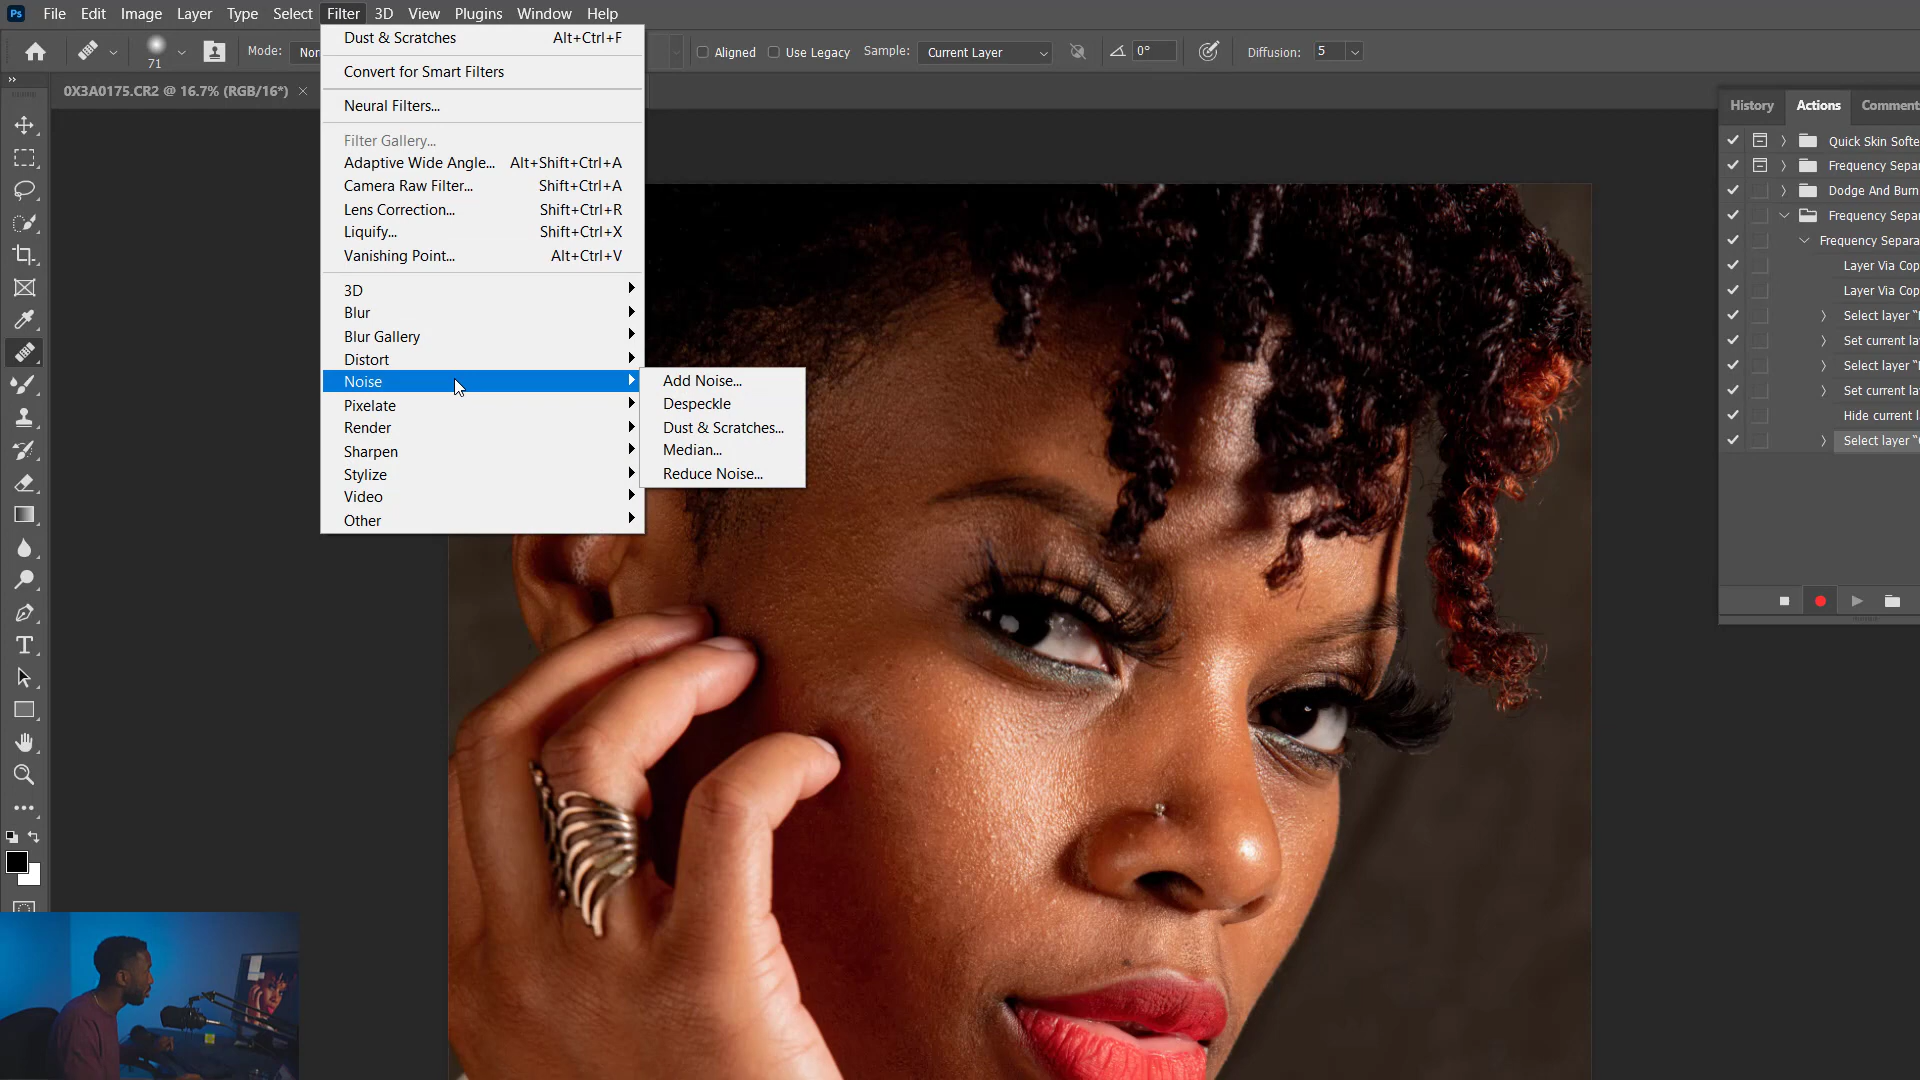 Ps File Edit Image Layer Type Select Filter 3D View Plugins Window Help
71 Mode: Nor Aligned Use Legacy Sample: Current Layer 0° Diffusion: 5
0X3A0175.CR2 @ 16.7% (RGB/16*)
Dust & Scratches Alt+Ctrl+F
Convert for Smart Filters
Neural Filters...
Filter Gallery...
Adaptive Wide Angle... Alt+Shift+Ctrl+A
Camera Raw Filter... Shift+Ctrl+A
Lens Correction... Shift+Ctrl+R
Liquify... Shift+Ctrl+X
Vanishing Point... Alt+Ctrl+V
3D
Blur
Blur Gallery
Distort
Noise
Pixelate
Render
Sharpen
Stylize
Video
Other
Add Noise...
Despeckle
Dust & Scratches...
Median...
Reduce Noise...
History Actions Comments
Quick Skin Softe
Frequency Separa
Dodge And Burn
Frequency Separa
Frequency Separa
Layer Via Cop
Layer Via Cop
Select layer "
Set current la
Select layer "
Set current la
Hide current l
Select layer "